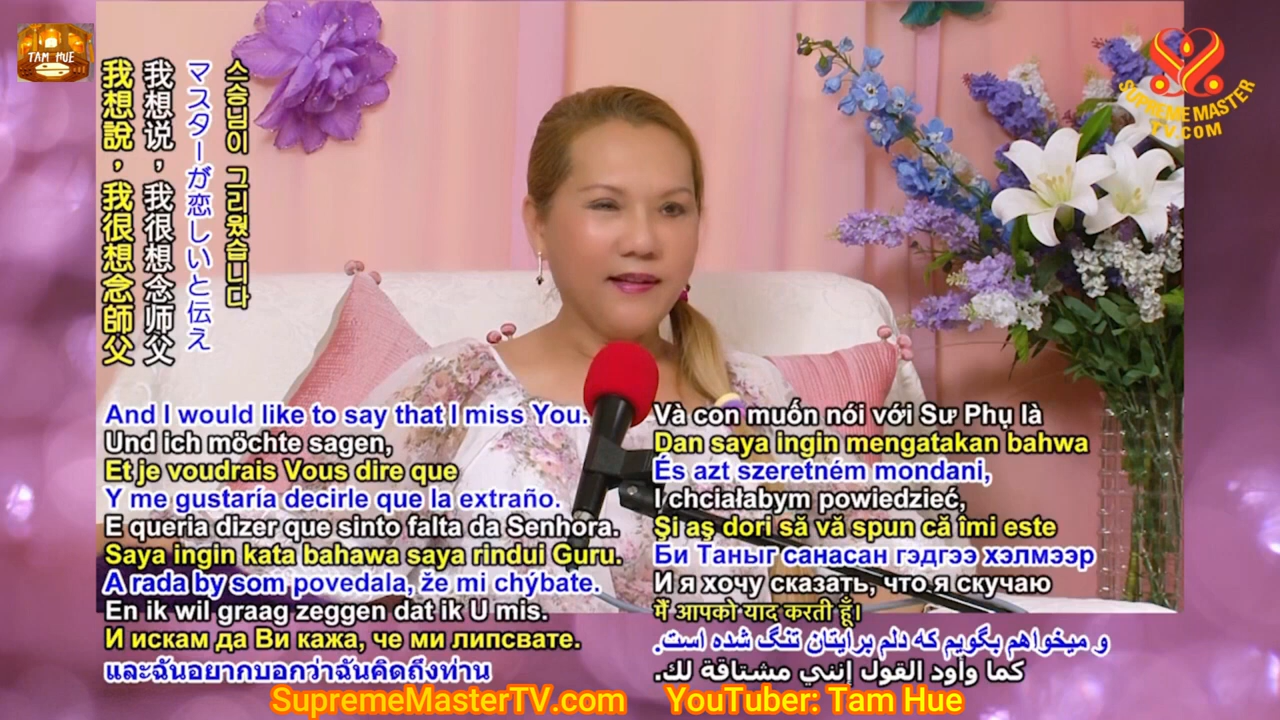 TAM HUE
SUPREME MASTER
TV.COM
我想說，我很想念師父
我想说，我很想念师父
マスターが恋しいと伝え
스승님이 그리웠습니다
And I would like to say that I miss You.
Und ich möchte sagen,
Et je voudrais Vous dire que
Y me gustaría decirle que la extraño.
E queria dizer que sinto falta da Senhora.
Saya ingin kata bahawa saya rindui Guru.
A rada by som povedala, že mi chýbate.
En ik wil graag zeggen dat ik U mis.
И искам да Ви кажа, че ми липсвате.
และฉันอยากบอกว่าฉันคิดถึงท่าน
Và con muốn nói với Sư Phụ là
Dan saya ingin mengatakan bahwa
És azt szeretném mondani,
I chciałabym powiedzieć,
Şi aş dori să vă spun că îmi este
Би Таныг санасан гэдгээ хэлмээр
И я хочу сказать, что я скучаю
मैं आपको याद करती हूँ।
و میخواهم بگویم که دلم برایتان تنگ شده است.
كما وأود القول إنني مشتاقة لك.
SupremeMasterTV.com
YouTuber: Tam Hue